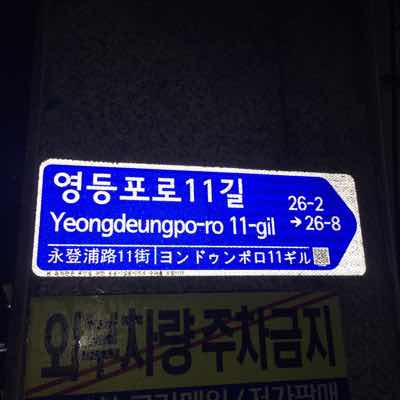 영등포로11길
26-2
Yeongdeungpo-ro 11-gil
→26-8
永登浦路11街|ヨンドゥンポロ11ギル
외부차량 주차금지